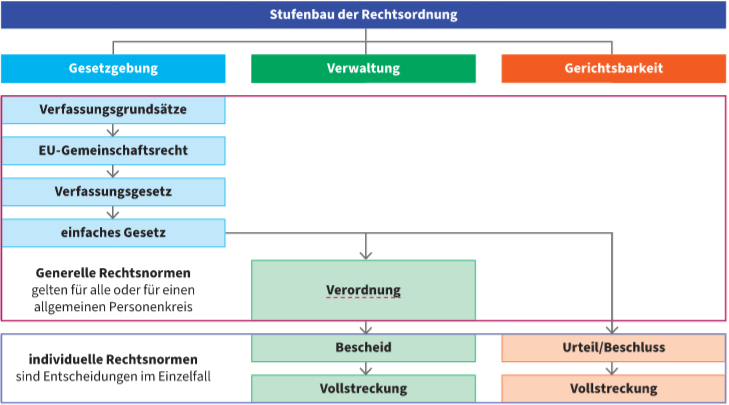 Stufenbau der Rechtsordnung
Gesetzgebung
Verwaltung
Gerichtsbarkeit
Verfassungsgrundsätze
EU-Gemeinschaftsrecht
Verfassungsgesetz
einfaches Gesetz
Generelle Rechtsnormen
gelten für alle oder für einen
allgemeinen Personenkreis
Verordnung
individuelle Rechtsnormen
sind Entscheidungen im Einzelfall
Bescheid
Urteil/Beschluss
Vollstreckung
Vollstreckung